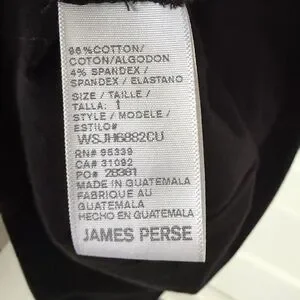 96%COTTON/
COTON/ALGODON
4% SPANDEX/
SPANDEX / ELASTANO
SIZE / TAILLE /
TALLA: 1
STYLE / MODELE /
ESTILO#
WSJH6882CU
RN# 95339
CA# 31092
PO# 28361
MADE IN GUATEMALA
FABRIQUE AU
GUATEMALA
HECHO EN GUATEMALA
JAMES PERSE